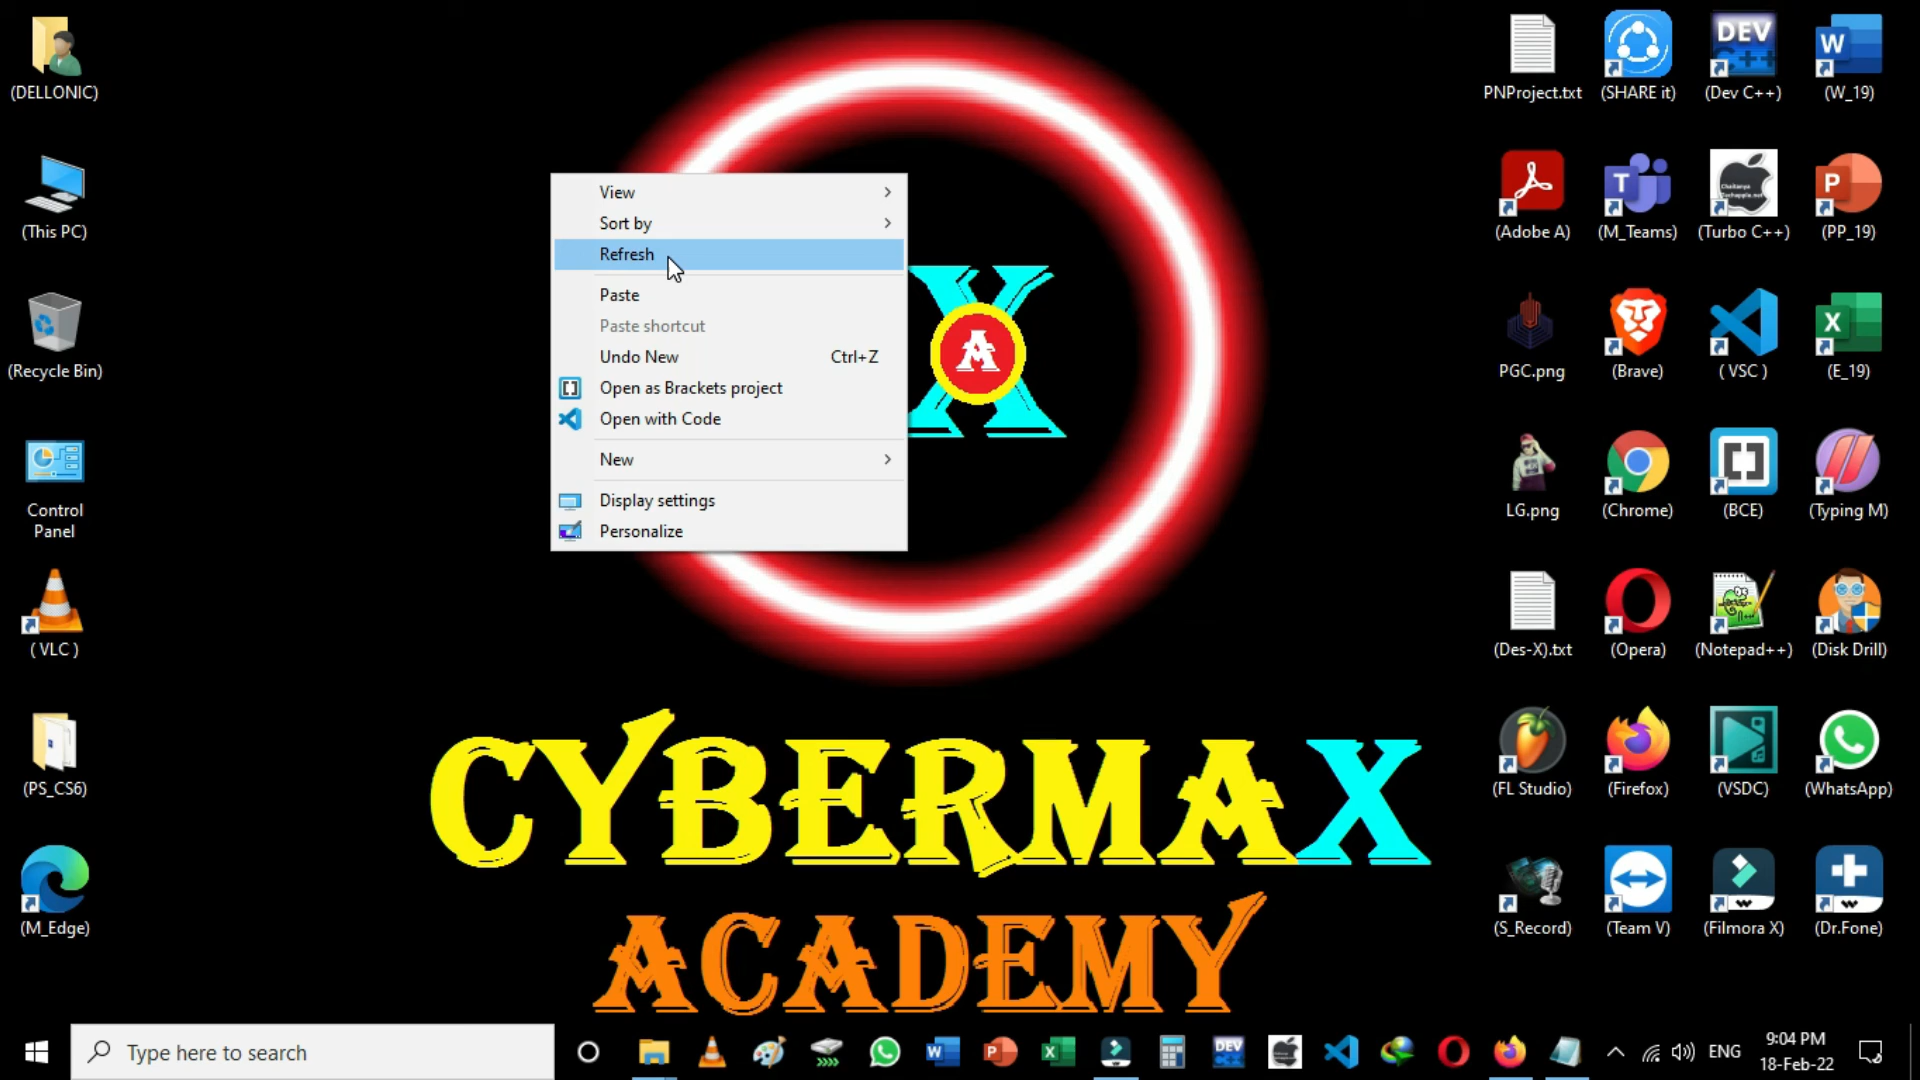 (DELLONIC)
(This PC)
(Recycle Bin)
Control
Panel
( VLC )
(PS_CS6)
(M_Edge)
View
Sort by
Refresh
Paste
Paste shortcut
Undo New Ctrl+Z
Open as Brackets project
Open with Code
New
Display settings
Personalize
X
A
CYBERMAX
ACADEMY
PNProject.txt
(SHARE it)
DEV
C++
(Dev C++)
W
(W_19)
(Adobe A)
T
(M_Teams)
(Turbo C++)
P
(PP_19)
PGC.png
(Brave)
( VSC )
X
(E_19)
LG.png
(Chrome)
(BCE)
(Typing M)
(Des-X).txt
(Opera)
(Notepad++)
(Disk Drill)
(FL Studio)
(Firefox)
(VSDC)
(WhatsApp)
(S_Record)
(Team V)
(Filmora X)
(Dr.Fone)
Type here to search
ENG
9:04 PM
18-Feb-22